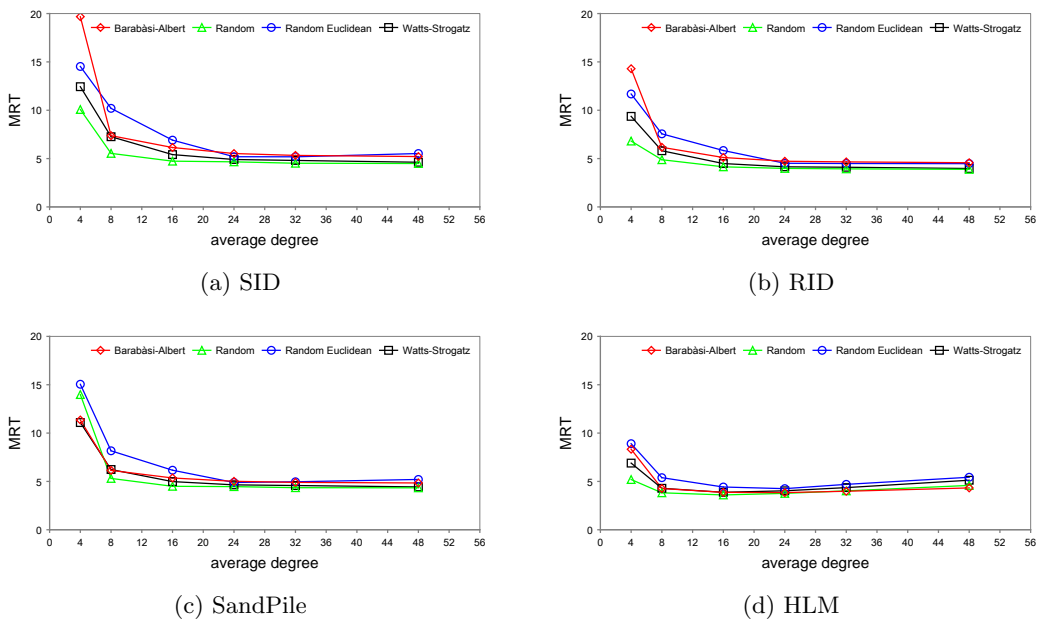 20
15
10
5
0
MRT
Barabàsi-Albert Random Random Euclidean Watts-Strogatz
0 4 8 12 16 20 24 28 32 36 40 44 48 52 56
average degree
(a) SID
20
15
10
5
0
MRT
Barabàsi-Albert Random Random Euclidean Watts-Strogatz
0 4 8 12 16 20 24 28 32 36 40 44 48 52 56
average degree
(b) RID
20
15
10
5
0
MRT
Barabàsi-Albert Random Random Euclidean Watts-Strogatz
0 4 8 12 16 20 24 28 32 36 40 44 48 52 56
average degree
(c) SandPile
20
15
10
5
0
MRT
Barabàsi-Albert Random Random Euclidean Watts-Strogatz
0 4 8 12 16 20 24 28 32 36 40 44 48 52 56
average degree
(d) HLM